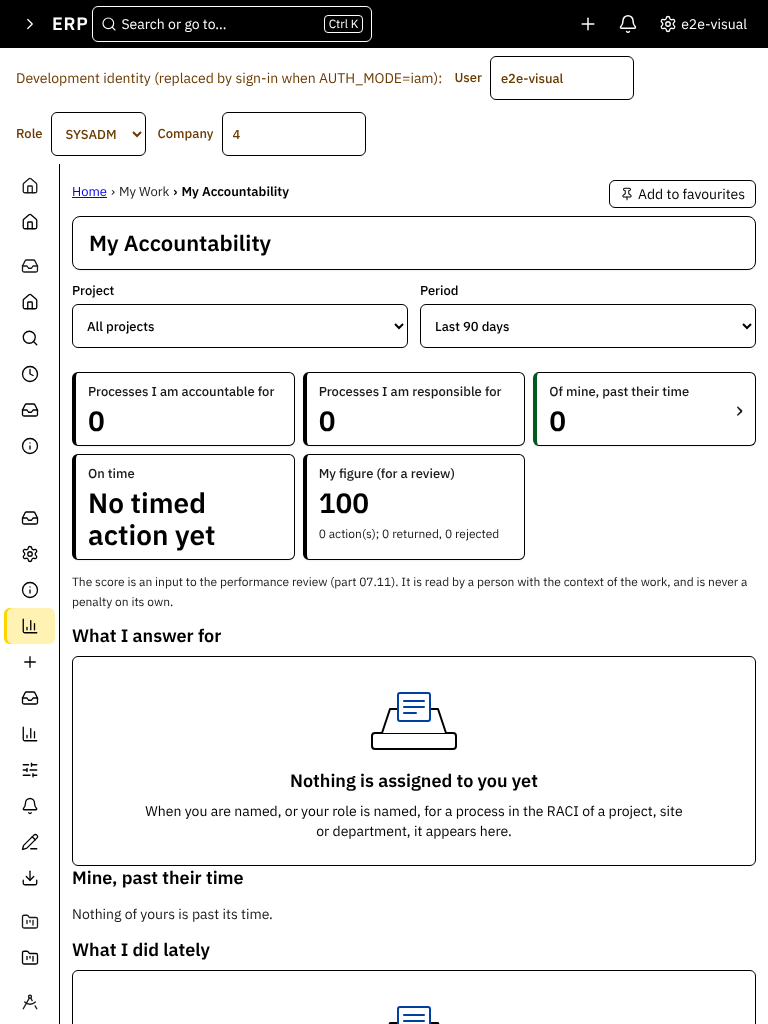 ERP
Search or go to...
Ctrl K
e2e-visual
Development identity (replaced by sign-in when AUTH_MODE=iam):
User
e2e-visual
Role
SYSADM
Company
4
Home › My Work › My Accountability
Add to favourites
My Accountability
Project
Period
All projects
Last 90 days
Processes I am accountable for
0
Processes I am responsible for
0
Of mine, past their time
0
On time
No timed
action yet
My figure (for a review)
100
0 action(s); 0 returned, 0 rejected
The score is an input to the performance review (part 07.11). It is read by a person with the context of the work, and is never a
penalty on its own.
What I answer for
Nothing is assigned to you yet
When you are named, or your role is named, for a process in the RACI of a project, site
or department, it appears here.
Mine, past their time
Nothing of yours is past its time.
What I did lately